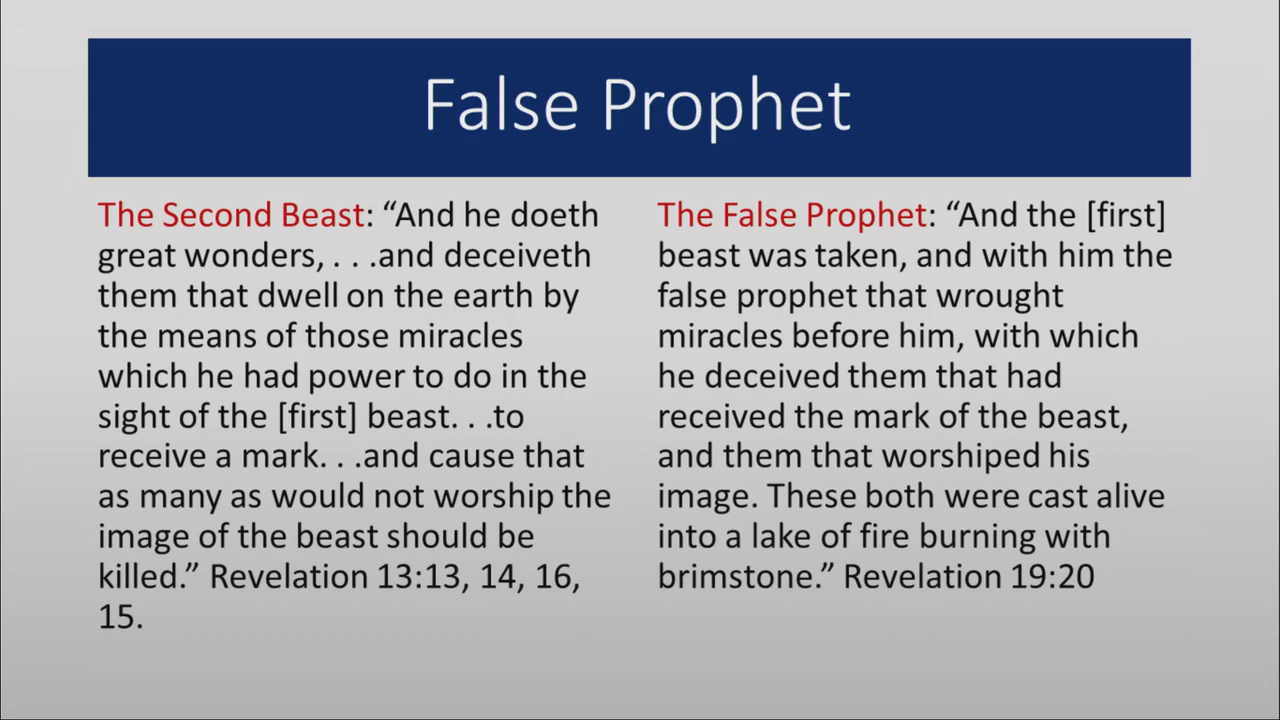 False Prophet
The Second Beast: “And he doeth
great wonders, . . .and deceiveth
them that dwell on the earth by
the means of those miracles
which he had power to do in the
sight of the [first] beast. . .to
receive a mark. . .and cause that
as many as would not worship the
image of the beast should be
killed.” Revelation 13:13, 14, 16,
15.
The False Prophet: “And the [first]
beast was taken, and with him the
false prophet that wrought
miracles before him, with which
he deceived them that had
received the mark of the beast,
and them that worshiped his
image. These both were cast alive
into a lake of fire burning with
brimstone.” Revelation 19:20